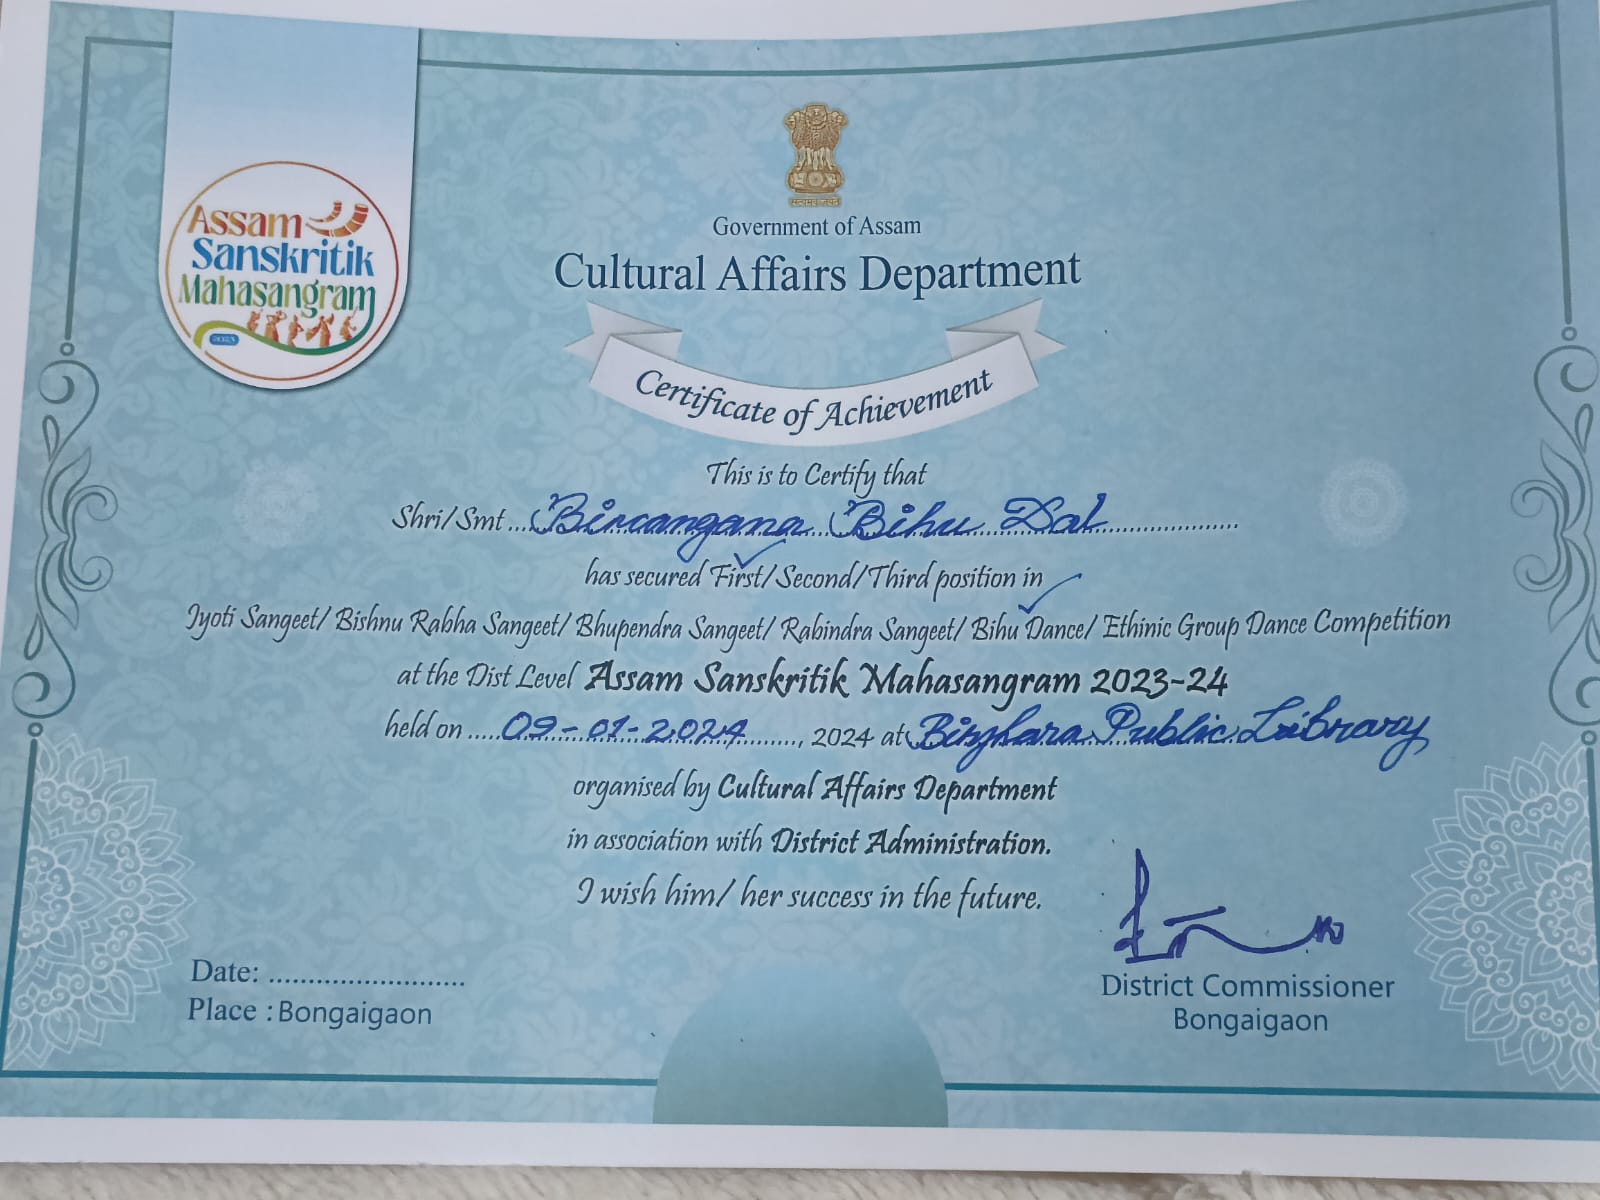 Assam
Sanskritik
Mahasangram
2023
सत्यमेव जयते
Government of Assam
Cultural Affairs Department
Certificate of Achievement
This is to Certify that
Shri/Smt....Birangana Bihu Dal....................
has secured First/Second/Third position in
Jyoti Sangeet/ Bishnu Rabha Sangeet/ Bhupendra Sangeet/ Rabindra Sangeet/ Bihu Dance/ Ethinic Group Dance Competition
at the Dist Level Assam Sanskritik Mahasangram 2023-24
held on .....09-01-2024........., 2024 at Public Library
organised by Cultural Affairs Department
in association with District Administration.
I wish him/ her success in the future.
Date: .........................
Place : Bongaigaon
District Commissioner
Bongaigaon